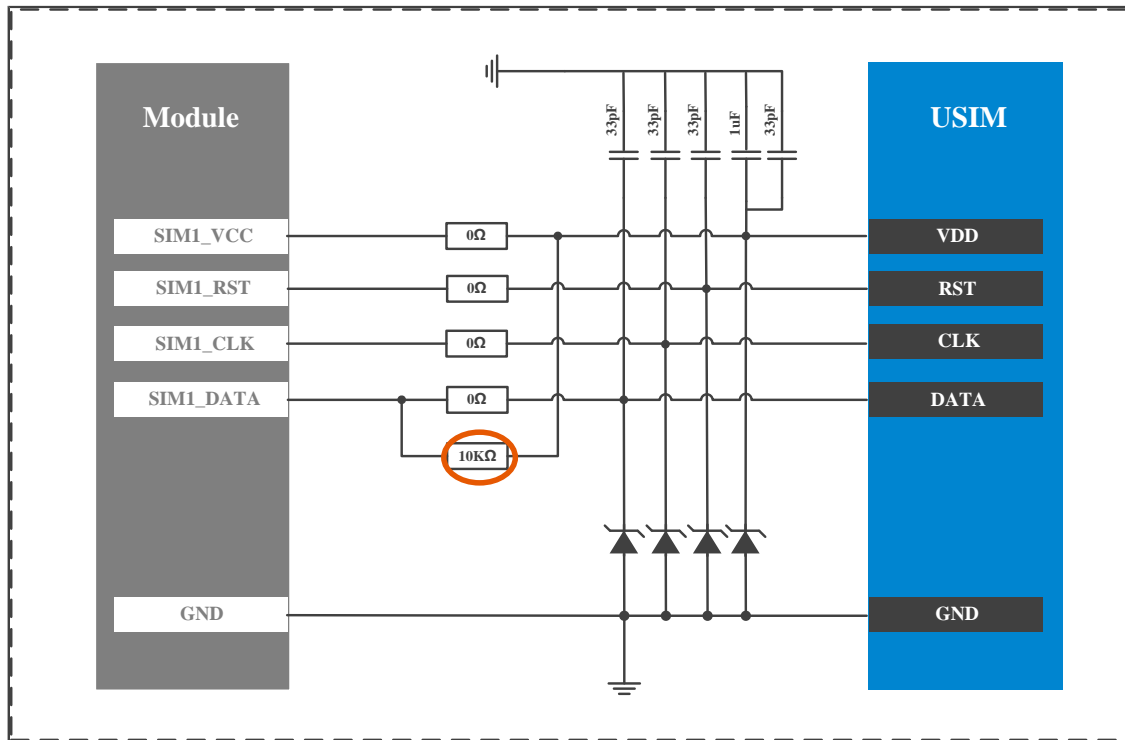 Module
USIM
33pF
33pF
33pF
1uF
33pF
SIM1_VCC
0Ω
VDD
SIM1_RST
0Ω
RST
SIM1_CLK
0Ω
CLK
SIM1_DATA
0Ω
DATA
10KΩ
GND
GND